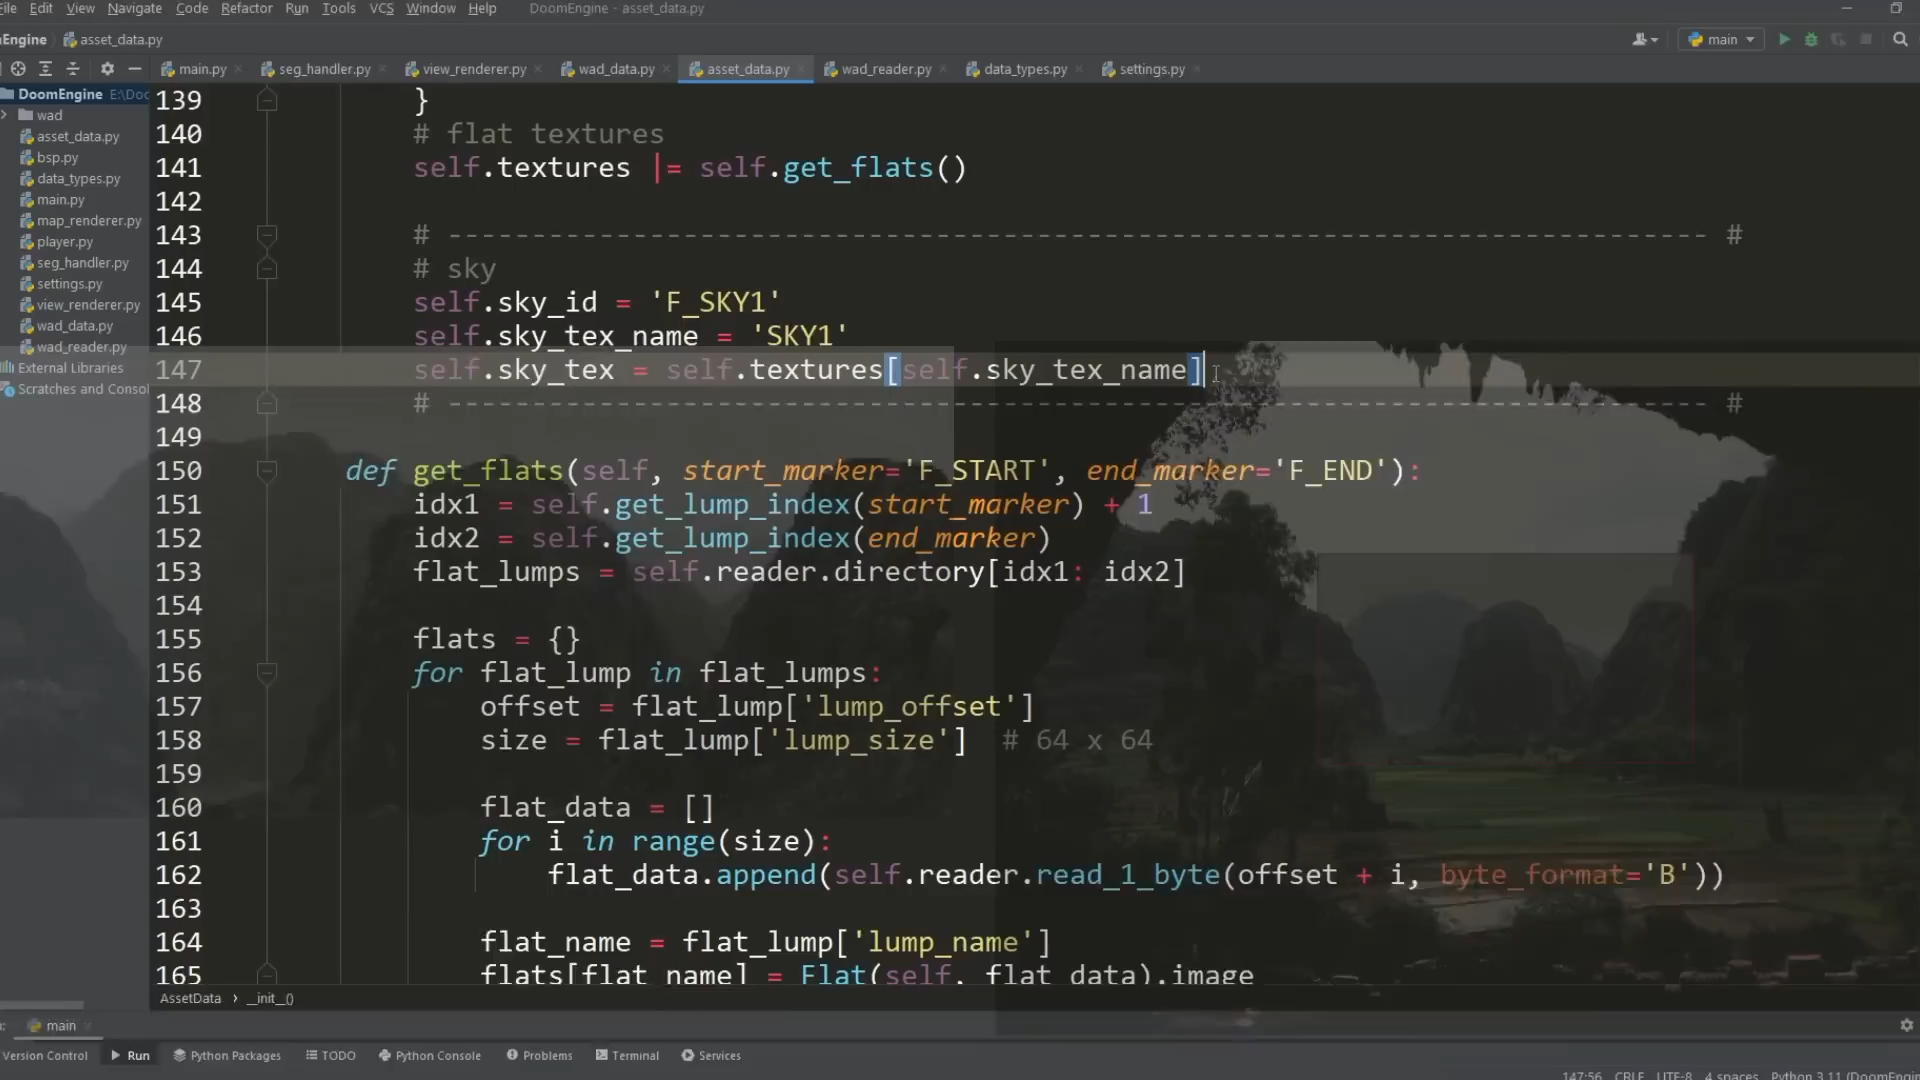 File Edit View Navigate Code Refactor Run Tools VCS Window Help DoomEngine - asset_data.py
Engine asset_data.py main
main.py seg_handler.py view_renderer.py wad_data.py asset_data.py wad_reader.py data_types.py settings.py
DoomEngine E:\Doo
wad
asset_data.py
bsp.py
data_types.py
main.py
map_renderer.py
player.py
seg_handler.py
settings.py
view_renderer.py
wad_data.py
wad_reader.py
External Libraries
Scratches and Consol
139 }
140 # flat textures
141 self.textures |= self.get_flats()
142
143 # --------------------------------------------------------------------------- #
144 # sky
145 self.sky_id = 'F_SKY1'
146 self.sky_tex_name = 'SKY1'
147 self.sky_tex = self.textures[self.sky_tex_name]
148 # --------------------------------------------------------------------------- #
149
150 def get_flats(self, start_marker='F_START', end_marker='F_END'):
151 idx1 = self.get_lump_index(start_marker) + 1
152 idx2 = self.get_lump_index(end_marker)
153 flat_lumps = self.reader.directory[idx1: idx2]
154
155 flats = {}
156 for flat_lump in flat_lumps:
157 offset = flat_lump['lump_offset']
158 size = flat_lump['lump_size'] # 64 x 64
159
160 flat_data = []
161 for i in range(size):
162 flat_data.append(self.reader.read_1_byte(offset + i, byte_format='B'))
163
164 flat_name = flat_lump['lump_name']
165 flats[flat_name] = Flat(self, flat_data).image
AssetData › __init__()
main
Version Control Run Python Packages TODO Python Console Problems Terminal Services
147:56 CRLF UTF-8 4 spaces Python 3.11 (DoomEngine